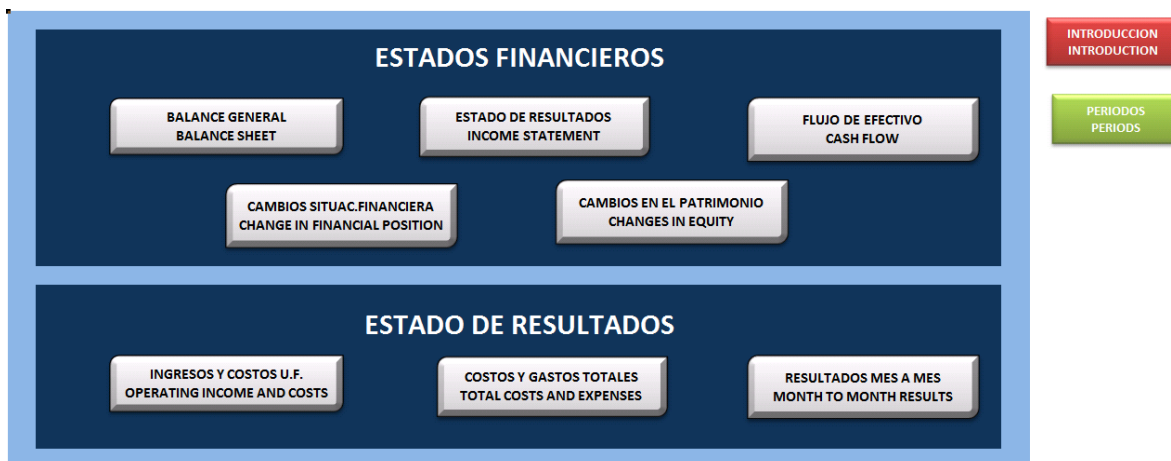 ESTADOS FINANCIEROS
BALANCE GENERAL
BALANCE SHEET
ESTADO DE RESULTADOS
INCOME STATEMENT
FLUJO DE EFECTIVO
CASH FLOW
CAMBIOS SITUAC.FINANCIERA
CHANGE IN FINANCIAL POSITION
CAMBIOS EN EL PATRIMONIO
CHANGES IN EQUITY
ESTADO DE RESULTADOS
INGRESOS Y COSTOS U.F.
OPERATING INCOME AND COSTS
COSTOS Y GASTOS TOTALES
TOTAL COSTS AND EXPENSES
RESULTADOS MES A MES
MONTH TO MONTH RESULTS
INTRODUCCION
INTRODUCTION
PERIODOS
PERIODS